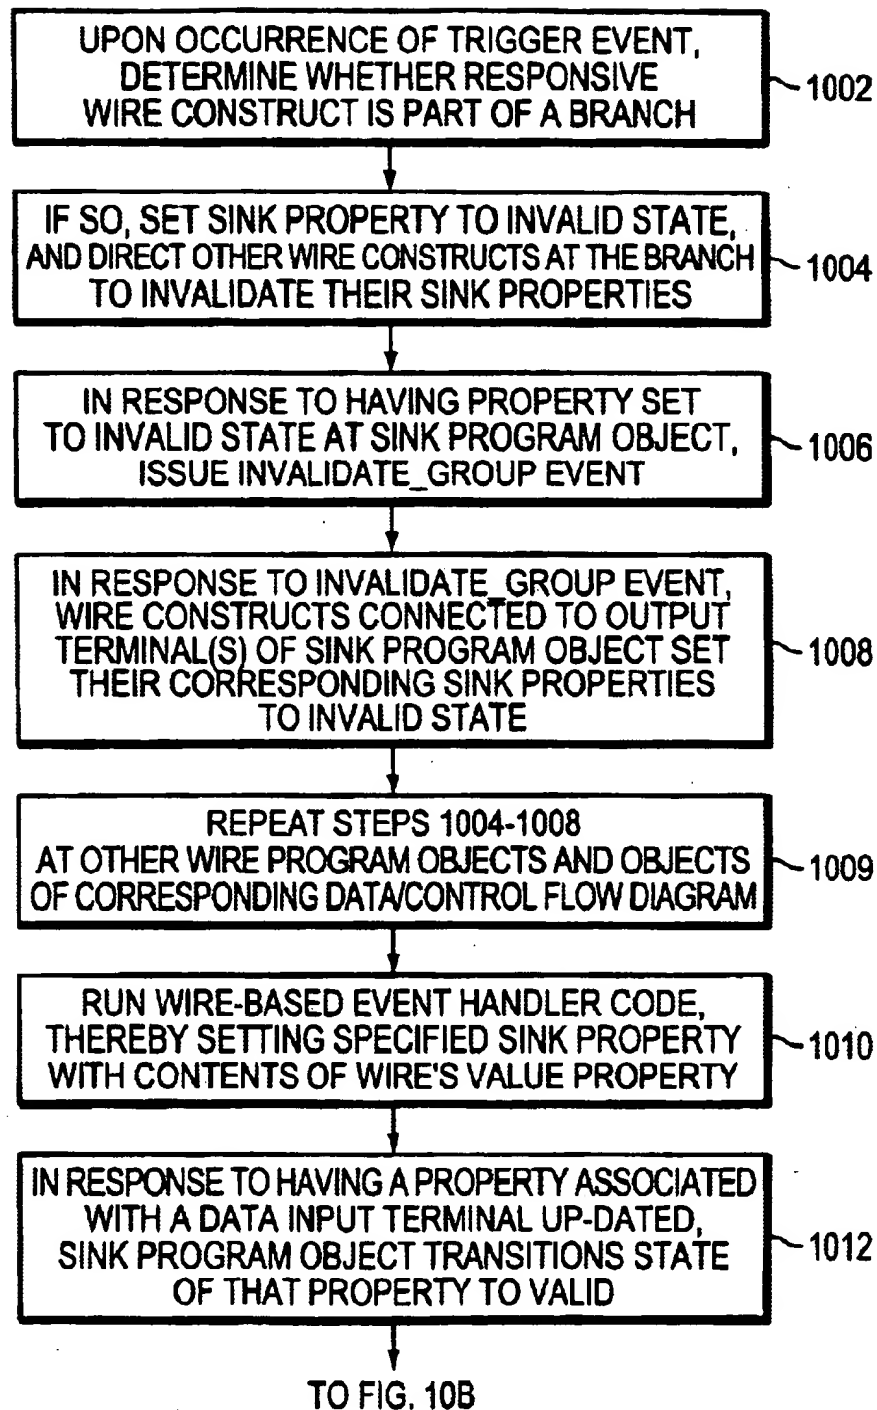 UPON OCCURRENCE OF TRIGGER EVENT,
DETERMINE WHETHER RESPONSIVE
WIRE CONSTRUCT IS PART OF A BRANCH
1002
IF SO, SET SINK PROPERTY TO INVALID STATE,
AND DIRECT OTHER WIRE CONSTRUCTS AT THE BRANCH
TO INVALIDATE THEIR SINK PROPERTIES
1004
IN RESPONSE TO HAVING PROPERTY SET
TO INVALID STATE AT SINK PROGRAM OBJECT,
ISSUE INVALIDATE_GROUP EVENT
1006
IN RESPONSE TO INVALIDATE_GROUP EVENT,
WIRE CONSTRUCTS CONNECTED TO OUTPUT
TERMINAL(S) OF SINK PROGRAM OBJECT SET
THEIR CORRESPONDING SINK PROPERTIES
TO INVALID STATE
1008
REPEAT STEPS 1004-1008
AT OTHER WIRE PROGRAM OBJECTS AND OBJECTS
OF CORRESPONDING DATA/CONTROL FLOW DIAGRAM
1009
RUN WIRE-BASED EVENT HANDLER CODE,
THEREBY SETTING SPECIFIED SINK PROPERTY
WITH CONTENTS OF WIRE'S VALUE PROPERTY
1010
IN RESPONSE TO HAVING A PROPERTY ASSOCIATED
WITH A DATA INPUT TERMINAL UP-DATED,
SINK PROGRAM OBJECT TRANSITIONS STATE
OF THAT PROPERTY TO VALID
1012
TO FIG. 10B